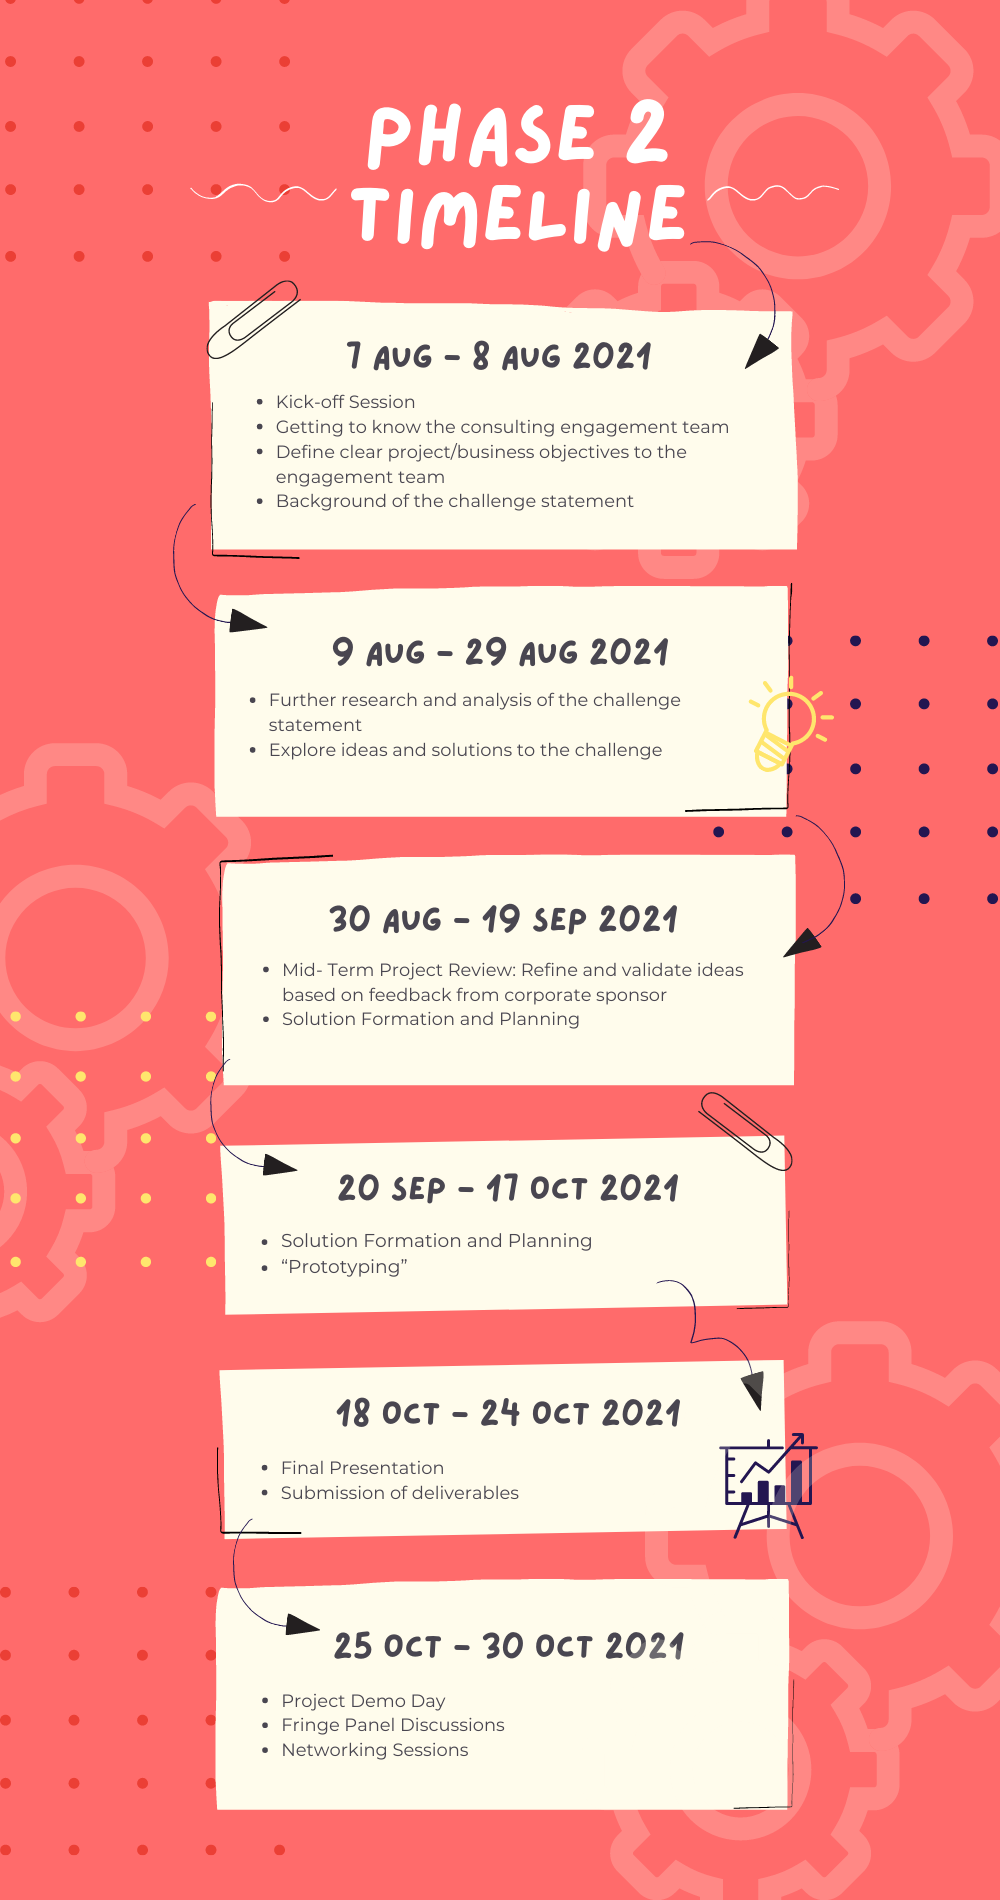 PHASE 2
TIMELINE
7 AUG - 8 AUG 2021
• Kick-off Session
• Getting to know the consulting engagement team
• Define clear project/business objectives to the
engagement team
• Background of the challenge statement
9 AUG - 29 AUG 2021
• Further research and analysis of the challenge
statement
• Explore ideas and solutions to the challenge
30 AUG - 19 SEP 2021
• Mid- Term Project Review: Refine and validate ideas
based on feedback from corporate sponsor
• Solution Formation and Planning
20 SEP - 17 OCT 2021
• Solution Formation and Planning
• “Prototyping”
18 OCT - 24 OCT 2021
• Final Presentation
• Submission of deliverables
25 OCT - 30 OCT 2021
• Project Demo Day
• Fringe Panel Discussions
• Networking Sessions